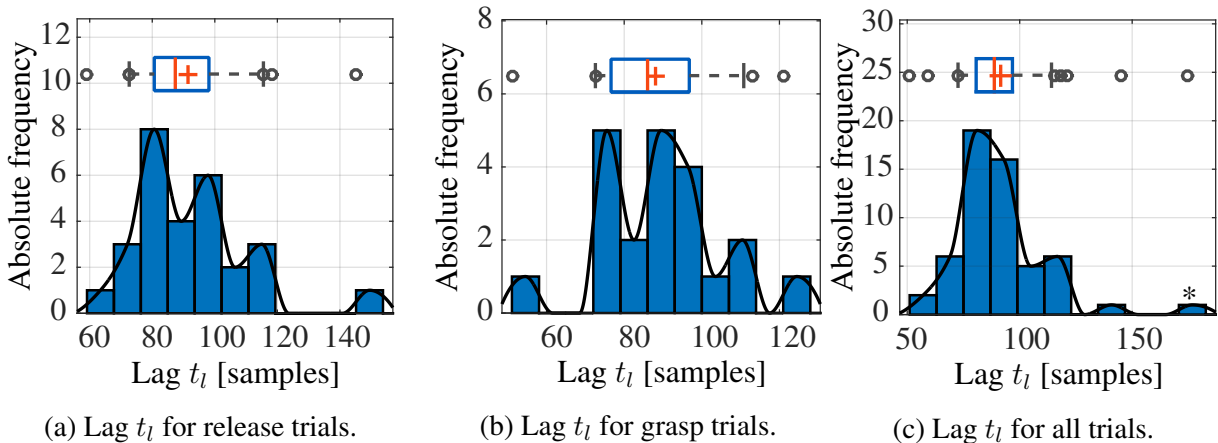 12
10
8
6
4
2
0
Absolute frequency
60 80 100 120 140
Lag t_l [samples]
(a) Lag t_l for release trials.
8
6
4
2
0
Absolute frequency
80 100 120
Lag t_l [samples]
(b) Lag t_l for grasp trials.
30
25
20
15
10
5
0
Absolute frequency
*
50 100 150
Lag t_l [samples]
(c) Lag t_l for all trials.